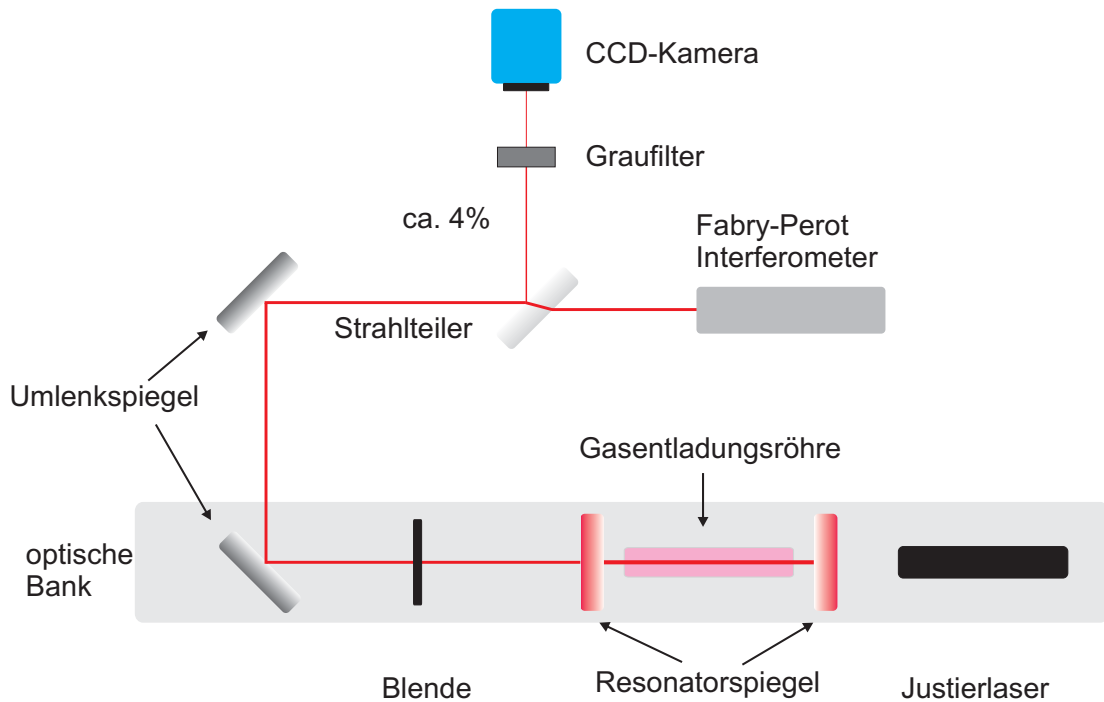 CCD-Kamera
Graufilter
ca. 4%
Fabry-Perot
Interferometer
Strahlteiler
Umlenkspiegel
Gasentladungsröhre
optische
Bank
Blende
Resonatorspiegel
Justierlaser